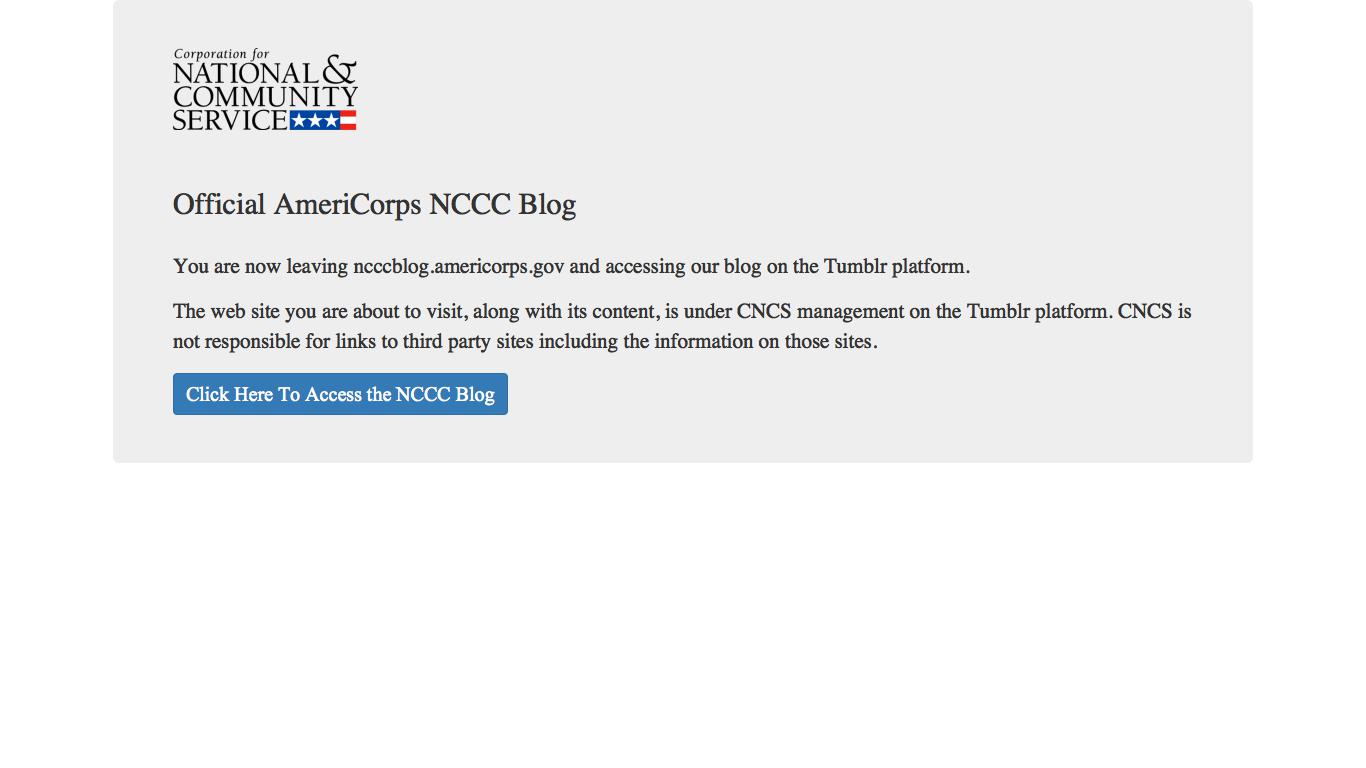 Corporation for
NATIONAL &
COMMUNITY
SERVICE
Official AmeriCorps NCCC Blog
You are now leaving ncccblog.americorps.gov and accessing our blog on the Tumblr platform.
The web site you are about to visit, along with its content, is under CNCS management on the Tumblr platform. CNCS is
not responsible for links to third party sites including the information on those sites.
Click Here To Access the NCCC Blog